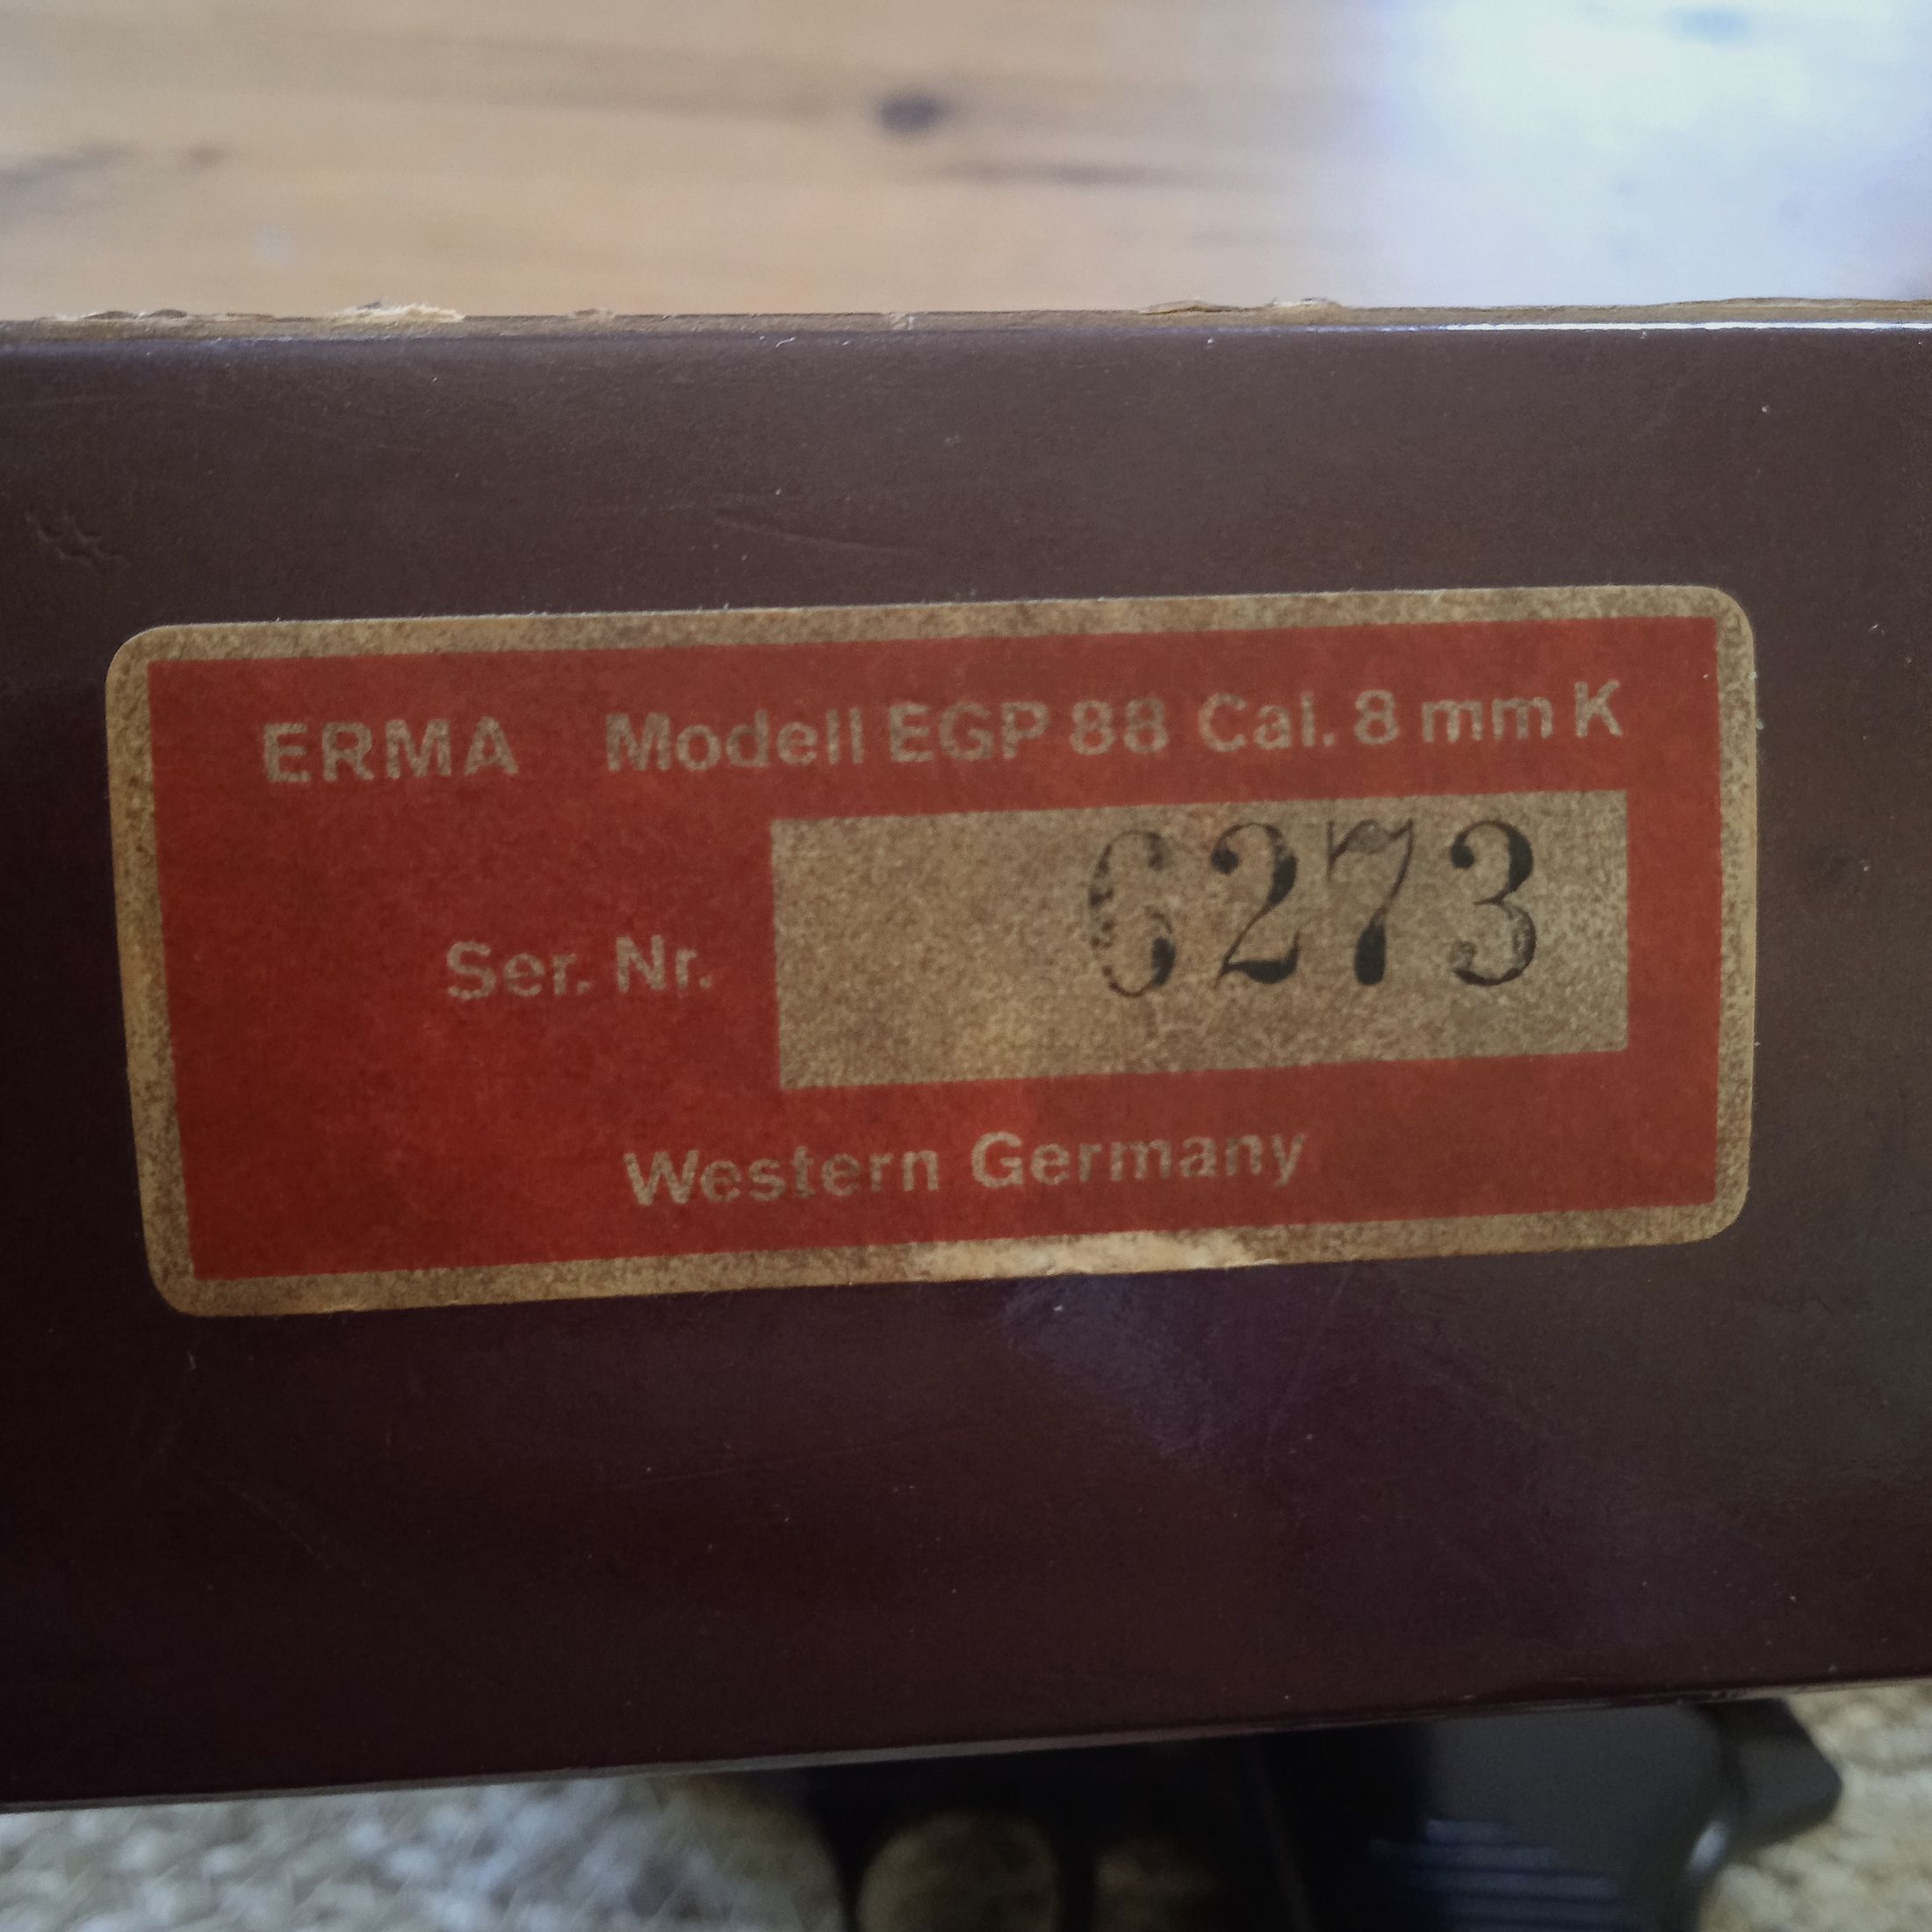 ERMA Modell EGP 88 Cal. 8 mm K
Ser. Nr. 6273
Western Germany